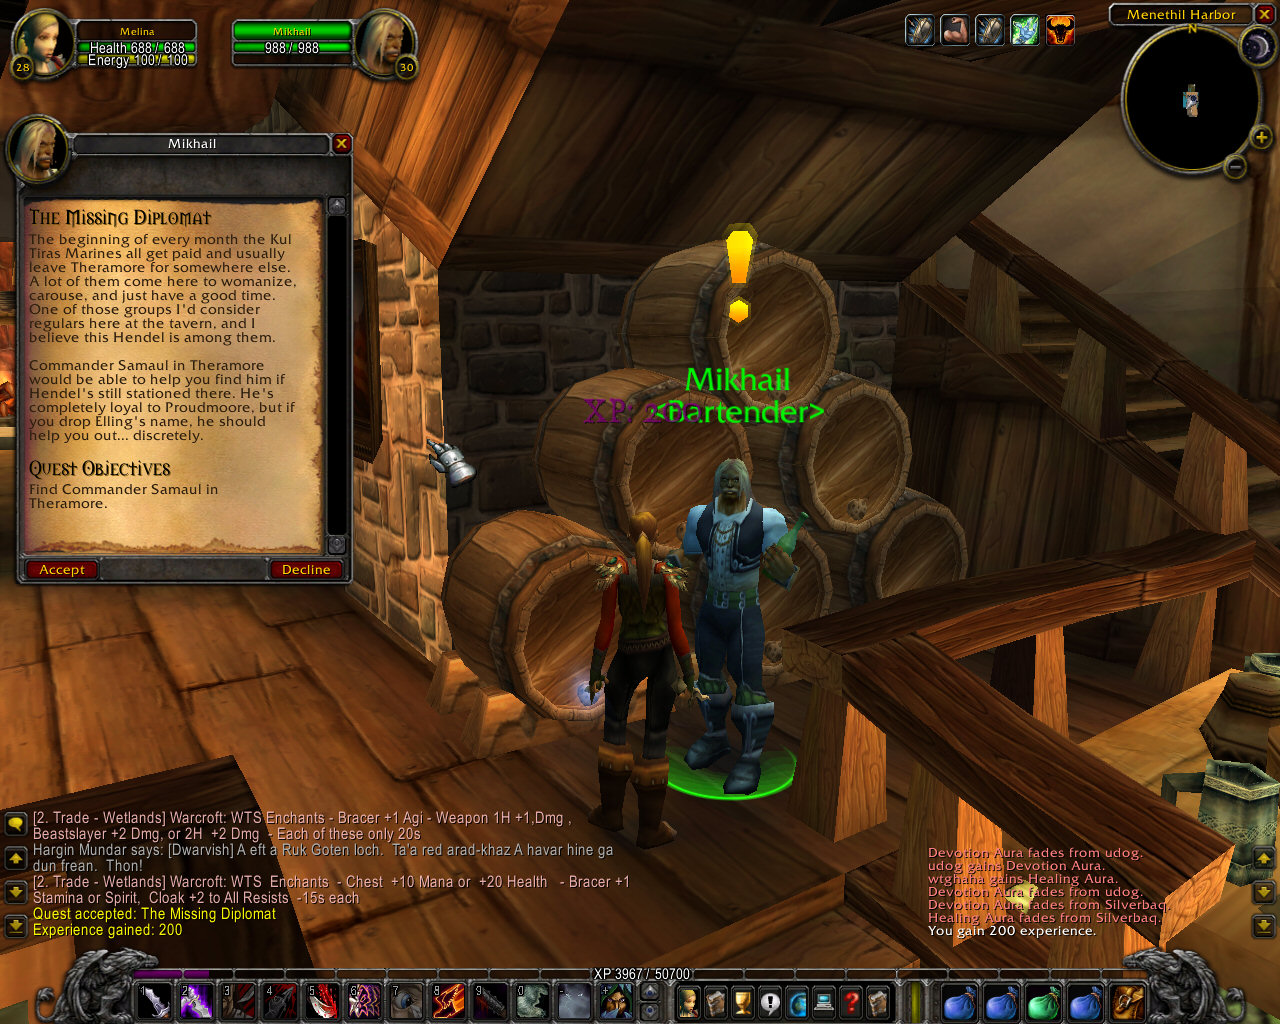 Melina
Health 688 / 688
Energy 100 / 100
28
Mikhail
988 / 988
30
Menethil Harbor
N
Mikhail
The Missing Diplomat
The beginning of every month the Kul
Tiras Marines all get paid and usually
leave Theramore for somewhere else.
A lot of them come here to womanize,
carouse, and just have a good time.
One of those groups I'd consider
regulars here at the tavern, and I
believe this Hendel is among them.
Commander Samaul in Theramore
would be able to help you find him if
Hendel's still stationed there. He's
completely loyal to Proudmoore, but if
you drop Elling's name, he should
help you out... discretely.
Quest Objectives
Find Commander Samaul in
Theramore.
Accept
Decline
Mikhail
XP:
<Bartender>
[2. Trade - Wetlands] Warcroft: WTS Enchants - Bracer +1 Agi - Weapon 1H +1,Dmg ,
Beastslayer +2 Dmg, or 2H +2 Dmg - Each of these only 20s
Hargin Mundar says: [Dwarvish] A eft a Ruk Goten loch. Ta'a red arad-khaz A havar hine ga
dun frean. Thon!
[2. Trade - Wetlands] Warcroft: WTS Enchants - Chest +10 Mana or +20 Health - Bracer +1
Stamina or Spirit, Cloak +2 to All Resists -15s each
Quest accepted: The Missing Diplomat
Experience gained: 200
Devotion Aura fades from udog.
udog gains Devotion Aura.
wtghaha gains Healing Aura.
Devotion Aura fades from udog.
Devotion Aura fades from Silverbaq.
Healing Aura fades from Silverbaq.
You gain 200 experience.
XP 3967 / 50700
1 2 3 4 5 6 7 8 9 0 - +